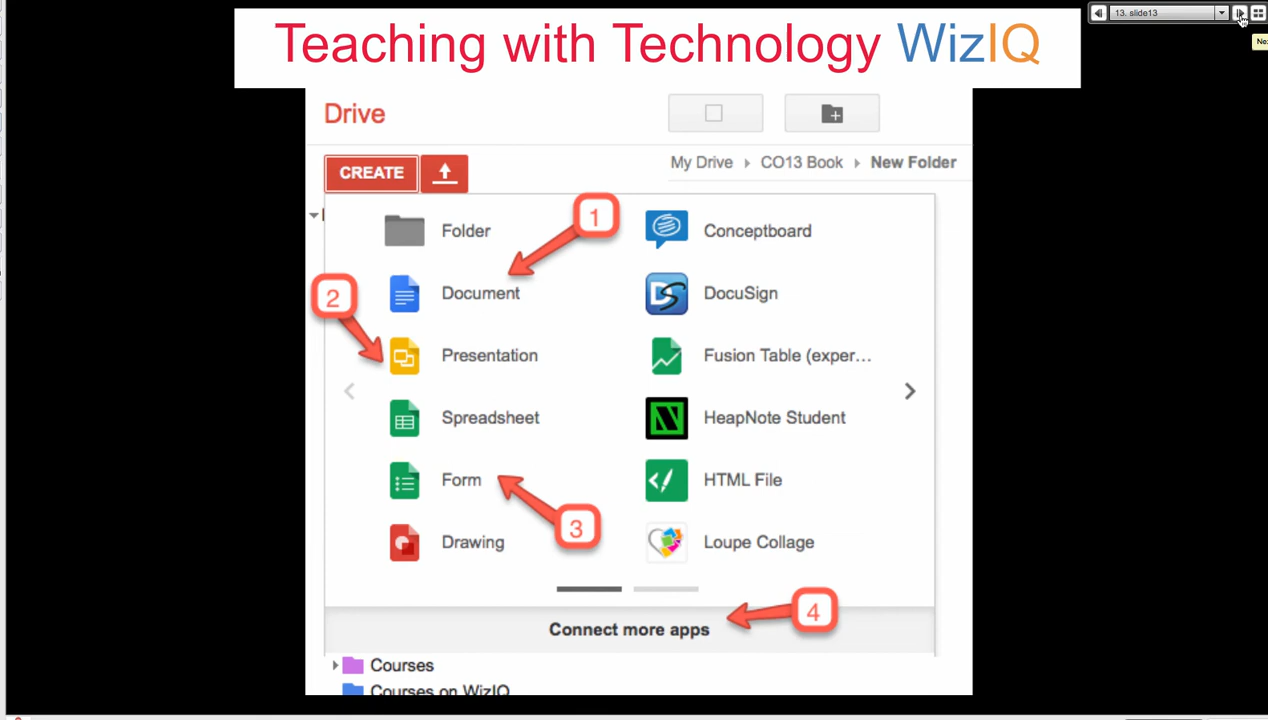 13. slide13
Teaching with Technology WizIQ
Drive
CREATE
My Drive CO13 Book New Folder
1
Folder
Conceptboard
2
Document
DocuSign
Presentation
Fusion Table (exper...
Spreadsheet
HeapNote Student
Form
HTML File
3
Drawing
Loupe Collage
4
Connect more apps
Courses
Courses on WizIQ